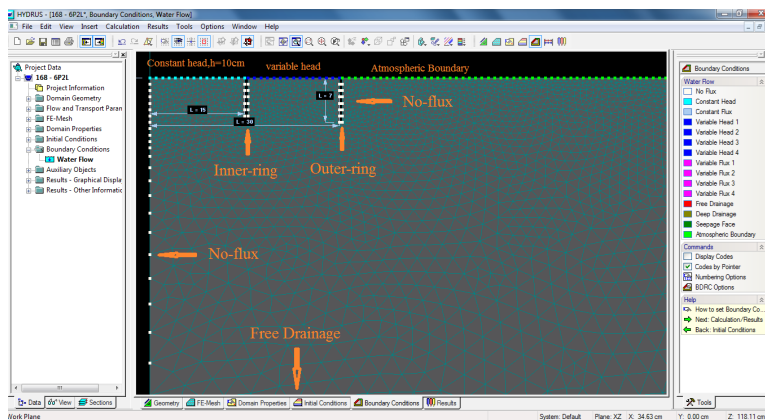 HYDRUS - [168 - 6P2L*, Boundary Conditions, Water Flow]
File Edit View Insert Calculation Results Tools Options Window Help
Project Data
168 - 6P2L
Project Information
Domain Geometry
Flow and Transport Paran
FE-Mesh
Domain Properties
Initial Conditions
Boundary Conditions
Water Flow
Auxiliary Objects
Results - Graphical Displa
Results - Other Informatic
Data View Sections
Constant head,h=10cm variable head Atmospheric Boundary
L = 15
L = 7
L = 30
No-flux
Inner-ring Outer-ring
No-flux
Free Drainage
Geometry FE-Mesh Domain Properties Initial Conditions Boundary Conditions Results
Boundary Conditions
Water Flow
No Flux
Constant Head
Constant Flux
Variable Head 1
Variable Head 2
Variable Head 3
Variable Head 4
Variable Flux 1
Variable Flux 2
Variable Flux 3
Variable Flux 4
Free Drainage
Deep Drainage
Seepage Face
Atmospheric Boundary
Commands
Display Codes
Codes by Pointer
Numbering Options
BDRC Options
Help
How to set Boundary Co...
Next: Calculation/Results
Back: Initial Conditions
Tools
Work Plane System: Default Plane: XZ X: 34.63 cm Y: 0.00 cm Z: 118.11 cm